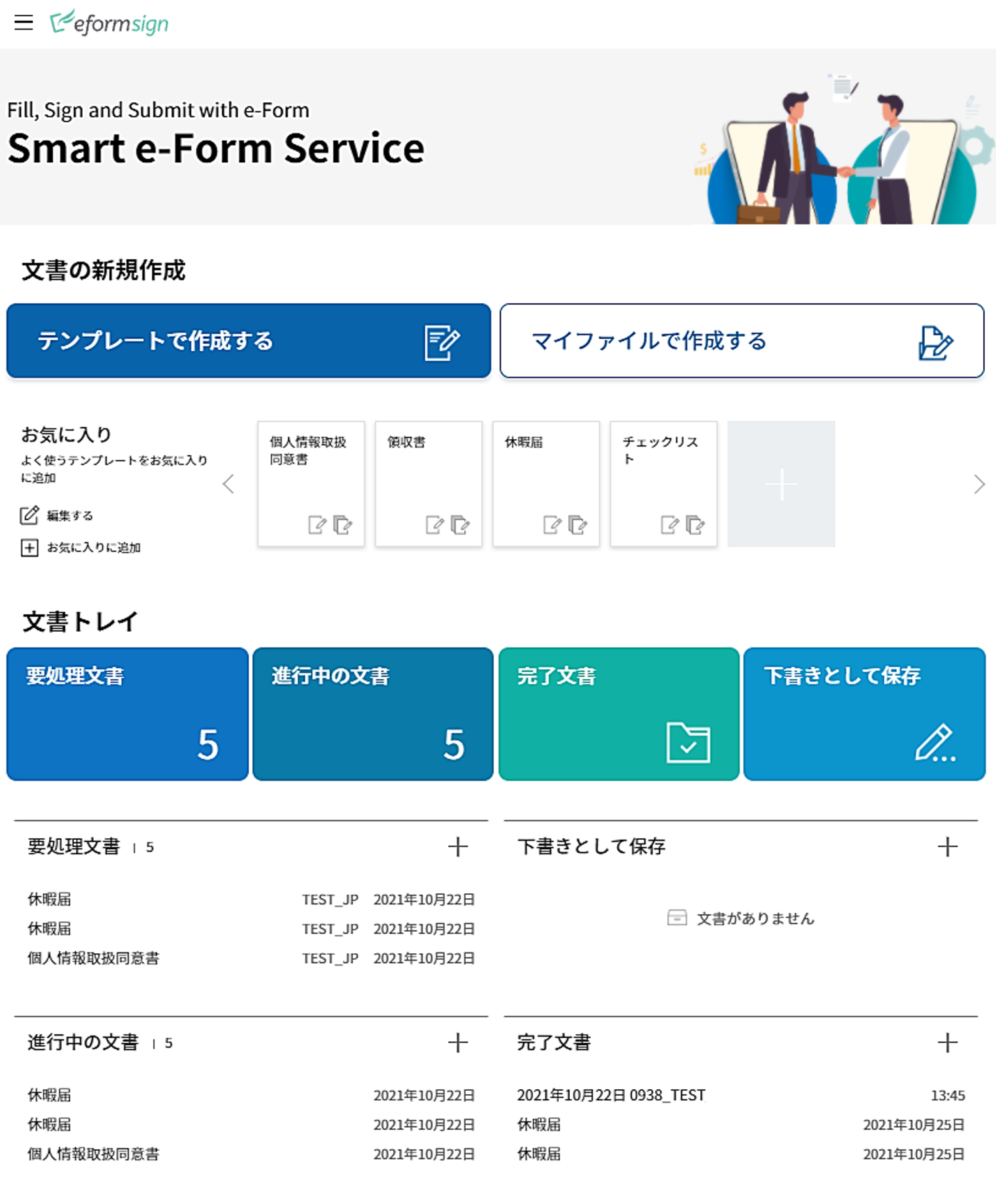 eformsign
Fill, Sign and Submit with e-Form
Smart e-Form Service
文書の新規作成
テンプレートで作成する
マイファイルで作成する
お気に入り
よく使うテンプレートをお気に入り
に追加
編集する
お気に入りに追加
個人情報取扱
同意書
領収書
休暇届
チェックリス
ト
文書トレイ
要処理文書
5
進行中の文書
5
完了文書
下書きとして保存
要処理文書 | 5
休暇届 TEST_JP 2021年10月22日
休暇届 TEST_JP 2021年10月22日
個人情報取扱同意書 TEST_JP 2021年10月22日
下書きとして保存
文書がありません
進行中の文書 | 5
休暇届 2021年10月22日
休暇届 2021年10月22日
個人情報取扱同意書 2021年10月22日
完了文書
2021年10月22日 0938_TEST 13:45
休暇届 2021年10月25日
休暇届 2021年10月25日